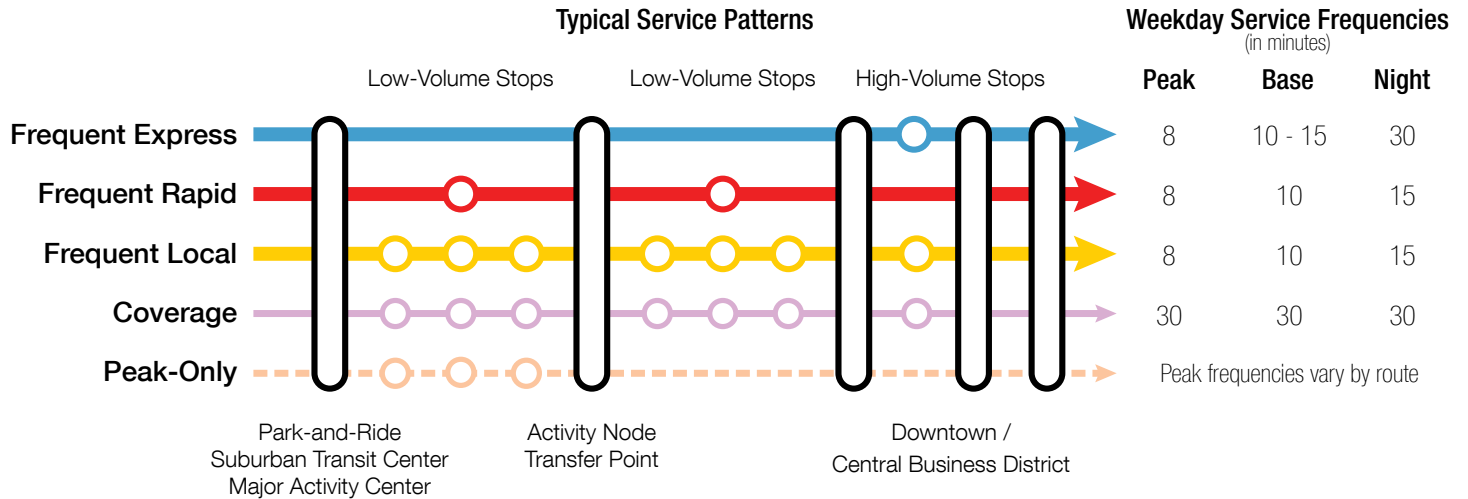 Typical Service Patterns
Weekday Service Frequencies
(in minutes)
Low-Volume Stops
Low-Volume Stops
High-Volume Stops
Peak
Base
Night
Frequent Express
8
10 - 15
30
Frequent Rapid
8
10
15
Frequent Local
8
10
15
Coverage
30
30
30
Peak-Only
Peak frequencies vary by route
Park-and-Ride
Suburban Transit Center
Major Activity Center
Activity Node
Transfer Point
Downtown /
Central Business District